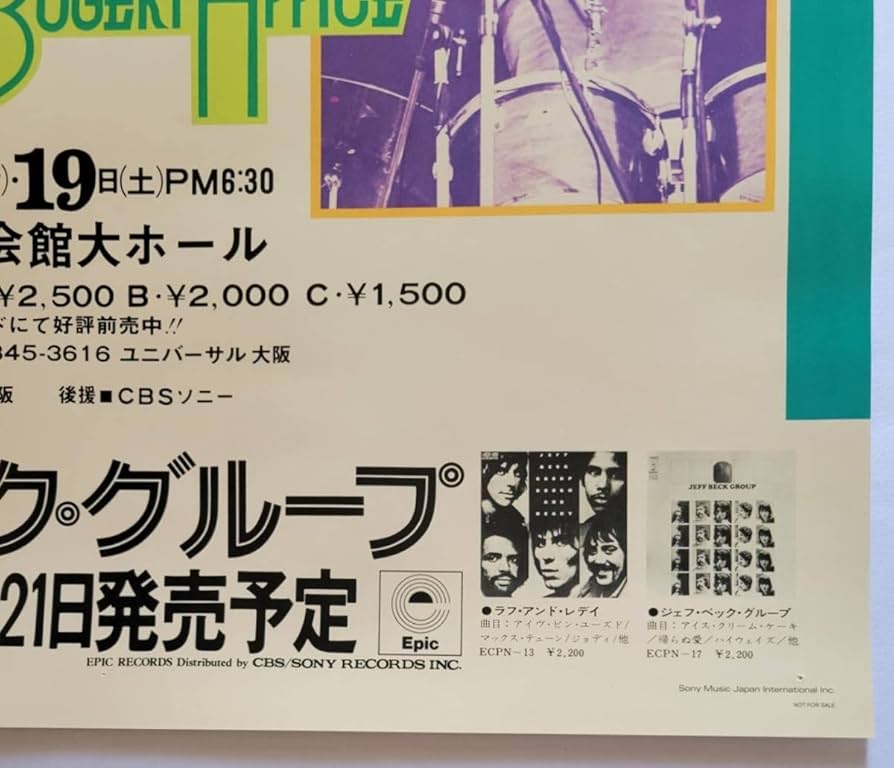 BOGERT APPICE
)・19日(土)PM6:30
会館大ホール
¥2,500 B・¥2,000 C・¥1,500
ドにて好評前売中!!
345-3616 ユニバーサル大阪
阪 後援■CBSソニー
ク・グループ
21日発売予定
Epic
EPIC RECORDS Distributed by CBS/SONY RECORDS INC.
JEFF BECK GROUP
●ラフ・アンド・レデイ
曲目:アイヴ・ビン・ユーズド/
マックス・テューン/ジョディ/他
ECPN-13 ¥2,200
●ジェフ・ベック・グループ
曲目:アイス・クリーム・ケーキ
/帰らぬ愛/ハイウェイズ/他
ECPN-17 ¥2,200
Sony Music Japan International Inc.
NOT FOR SALE